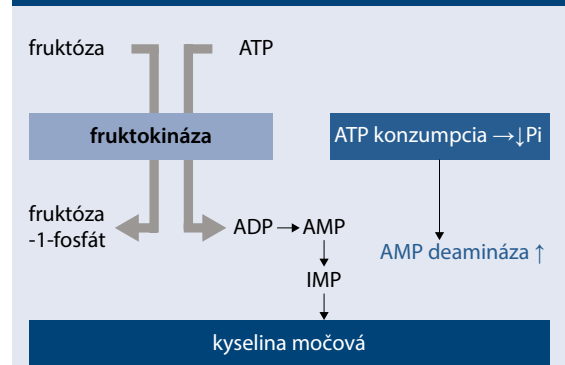 fruktóza
ATP
fruktokináza
ATP konzumpcia →↓Pi
fruktóza
-1-fosfát
ADP → AMP
AMP deamináza ↑
IMP
kyselina močová